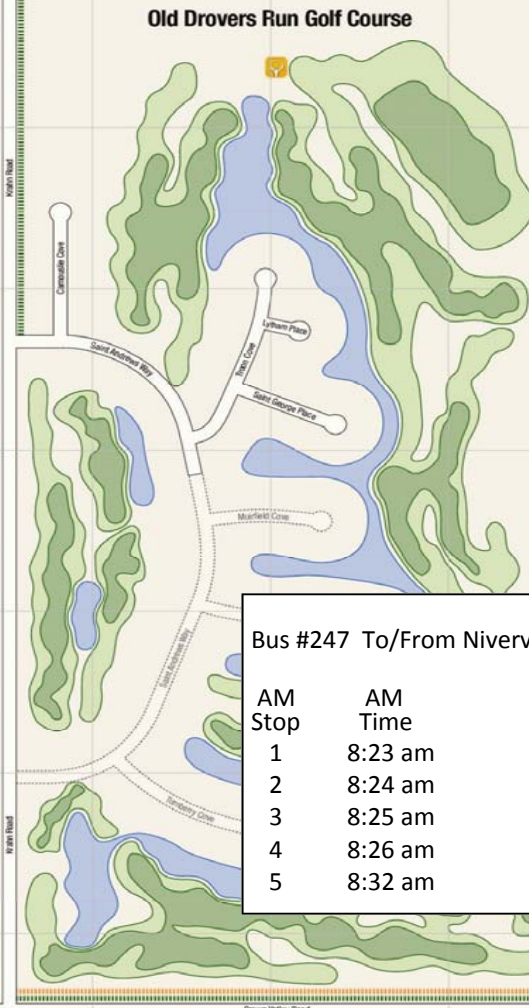 Old Drovers Run Golf Course
Krahn Road
Carnoustie Cove
Lytham Place
Saint Andrews Way
Troon Cove
Saint George Place
Muirfield Cove
Saint Andrews Way
Bus #247 To/From Niverv
AM AM
Stop Time
1 8:23 am
2 8:24 am
3 8:25 am
4 8:26 am
5 8:32 am
Turnberry Cove
Krahn Road